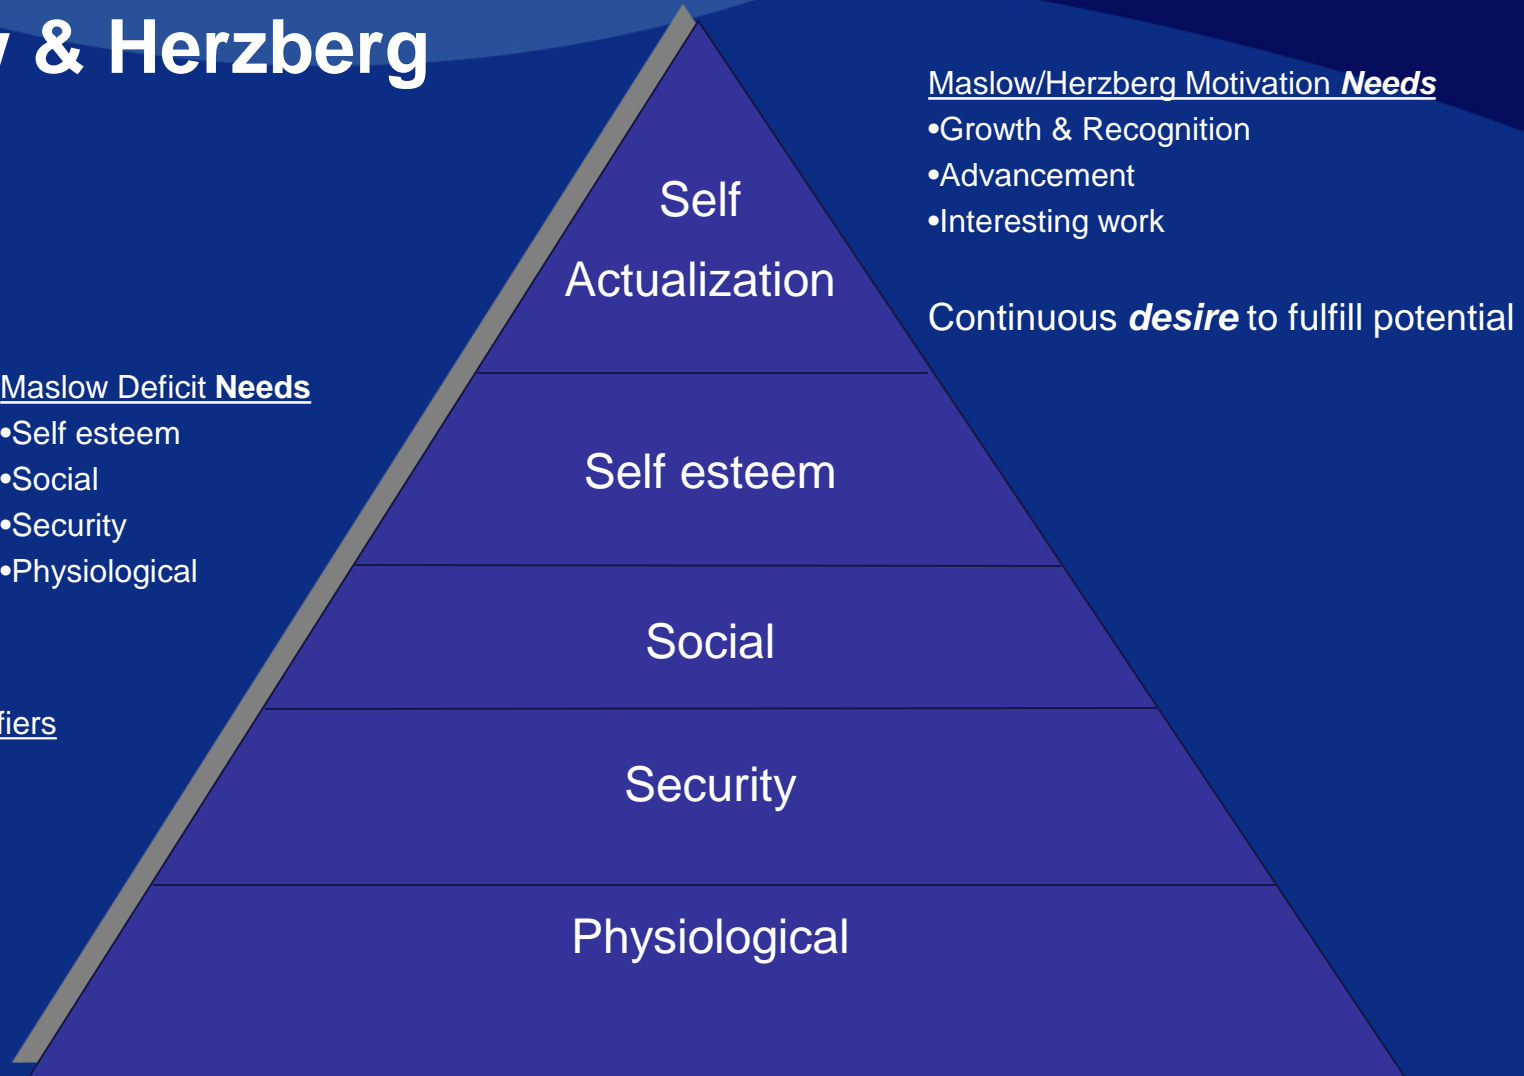 & Herzberg
Maslow/Herzberg Motivation Needs
•Growth & Recognition
•Advancement
•Interesting work
Continuous desire to fulfill potential
Maslow Deficit Needs
•Self esteem
•Social
•Security
•Physiological
Self
Actualization
Self esteem
Social
Security
Physiological